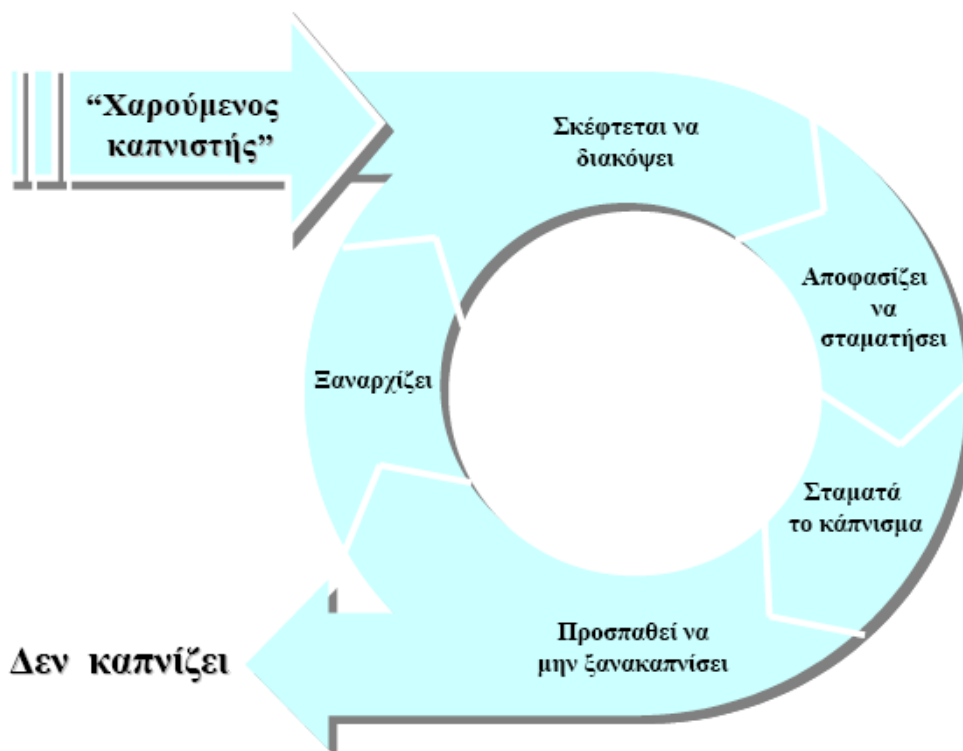 “Χαρούμενος
καπνιστής”
Σκέφτεται να
διακόψει
Αποφασίζει
να
σταματήσει
Σταματά
το κάπνισμα
Προσπαθεί να
μην ξανακαπνίσει
Ξαναρχίζει
Δεν καπνίζει